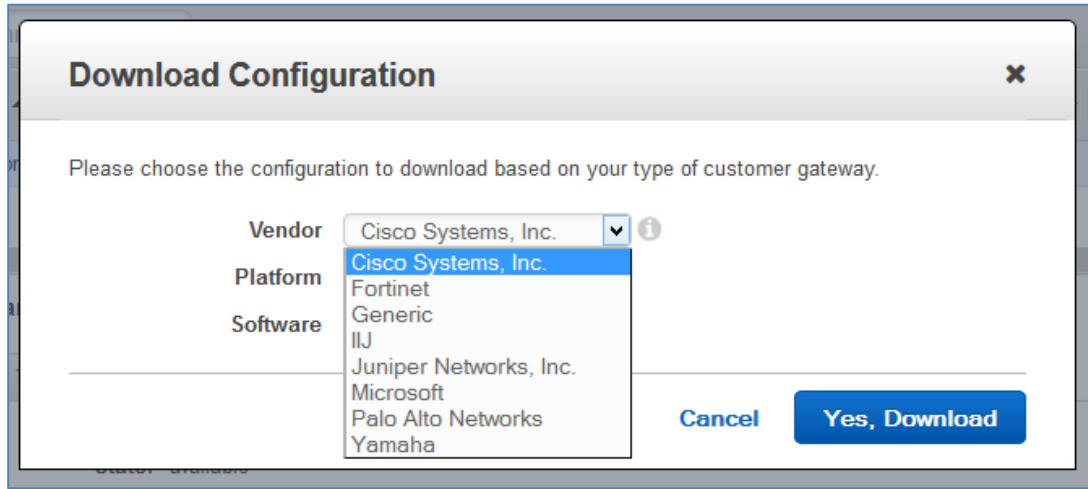 Download Configuration
Please choose the configuration to download based on your type of customer gateway.
Vendor Cisco Systems, Inc.
Cisco Systems, Inc.
Platform
Fortinet
Generic
Software
IIJ
Juniper Networks, Inc.
Microsoft
Palo Alto Networks
Yamaha
Cancel Yes, Download